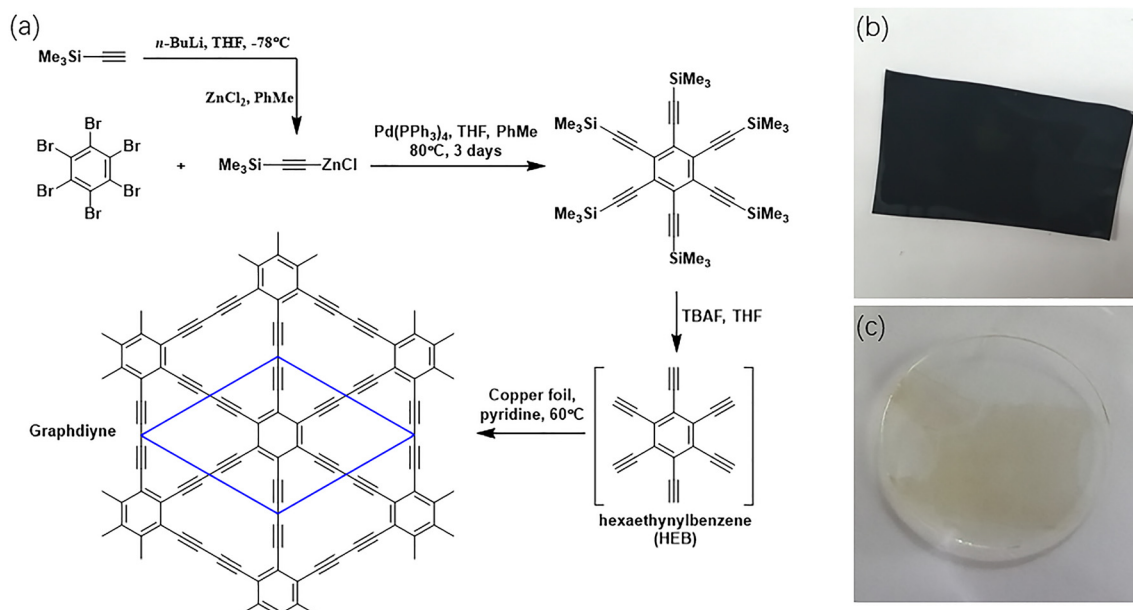 (a)
n-BuLi, THF, -78°C
Me₃Si
ZnCl₂, PhMe
Br
Br
Br
Br
Br
Br
+
Me₃Si
ZnCl
Pd(PPh₃)₄, THF, PhMe
80°C, 3 days
SiMe₃
Me₃Si
SiMe₃
Me₃Si
SiMe₃
SiMe₃
TBAF, THF
Copper foil,
pyridine, 60°C
Graphdiyne
hexaethynylbenzene
(HEB)
(b)
(c)